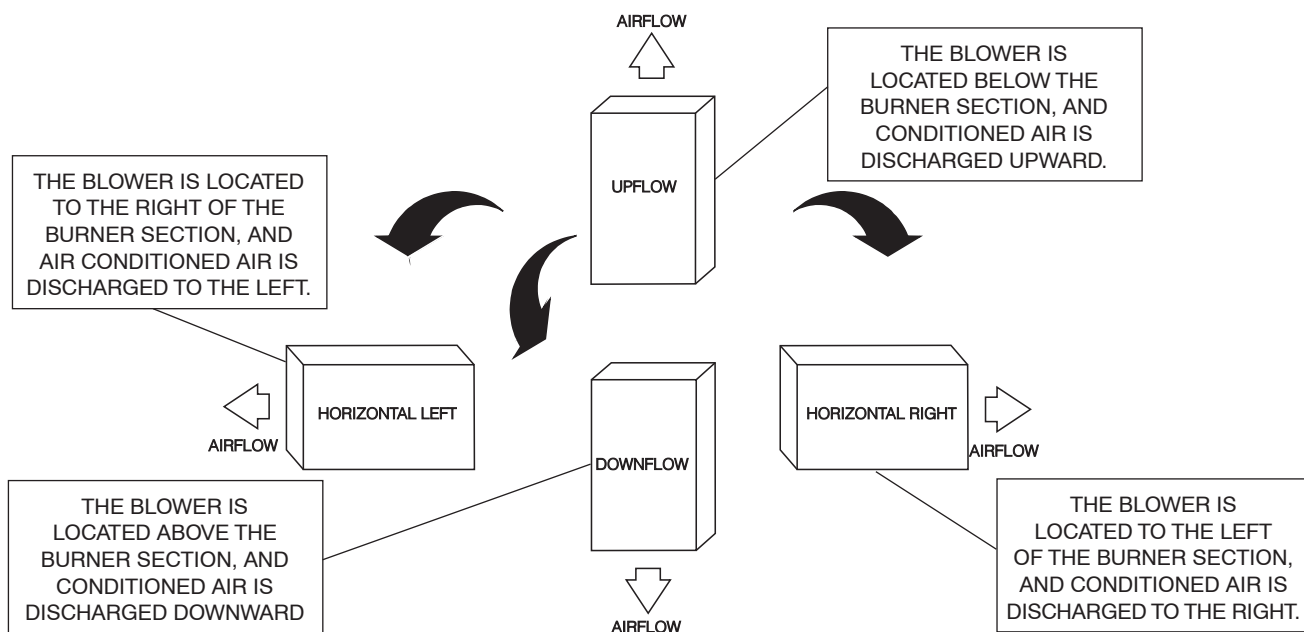 AIRFLOW
THE BLOWER IS
LOCATED BELOW THE
BURNER SECTION, AND
CONDITIONED AIR IS
DISCHARGED UPWARD.
THE BLOWER IS LOCATED
TO THE RIGHT OF THE
BURNER SECTION, AND
AIR CONDITIONED AIR IS
DISCHARGED TO THE LEFT.
UPFLOW
HORIZONTAL LEFT
AIRFLOW
HORIZONTAL RIGHT
AIRFLOW
DOWNFLOW
THE BLOWER IS
LOCATED ABOVE THE
BURNER SECTION, AND
CONDITIONED AIR IS
DISCHARGED DOWNWARD
THE BLOWER IS
LOCATED TO THE LEFT
OF THE BURNER SECTION,
AND CONDITIONED AIR IS
DISCHARGED TO THE RIGHT.
AIRFLOW